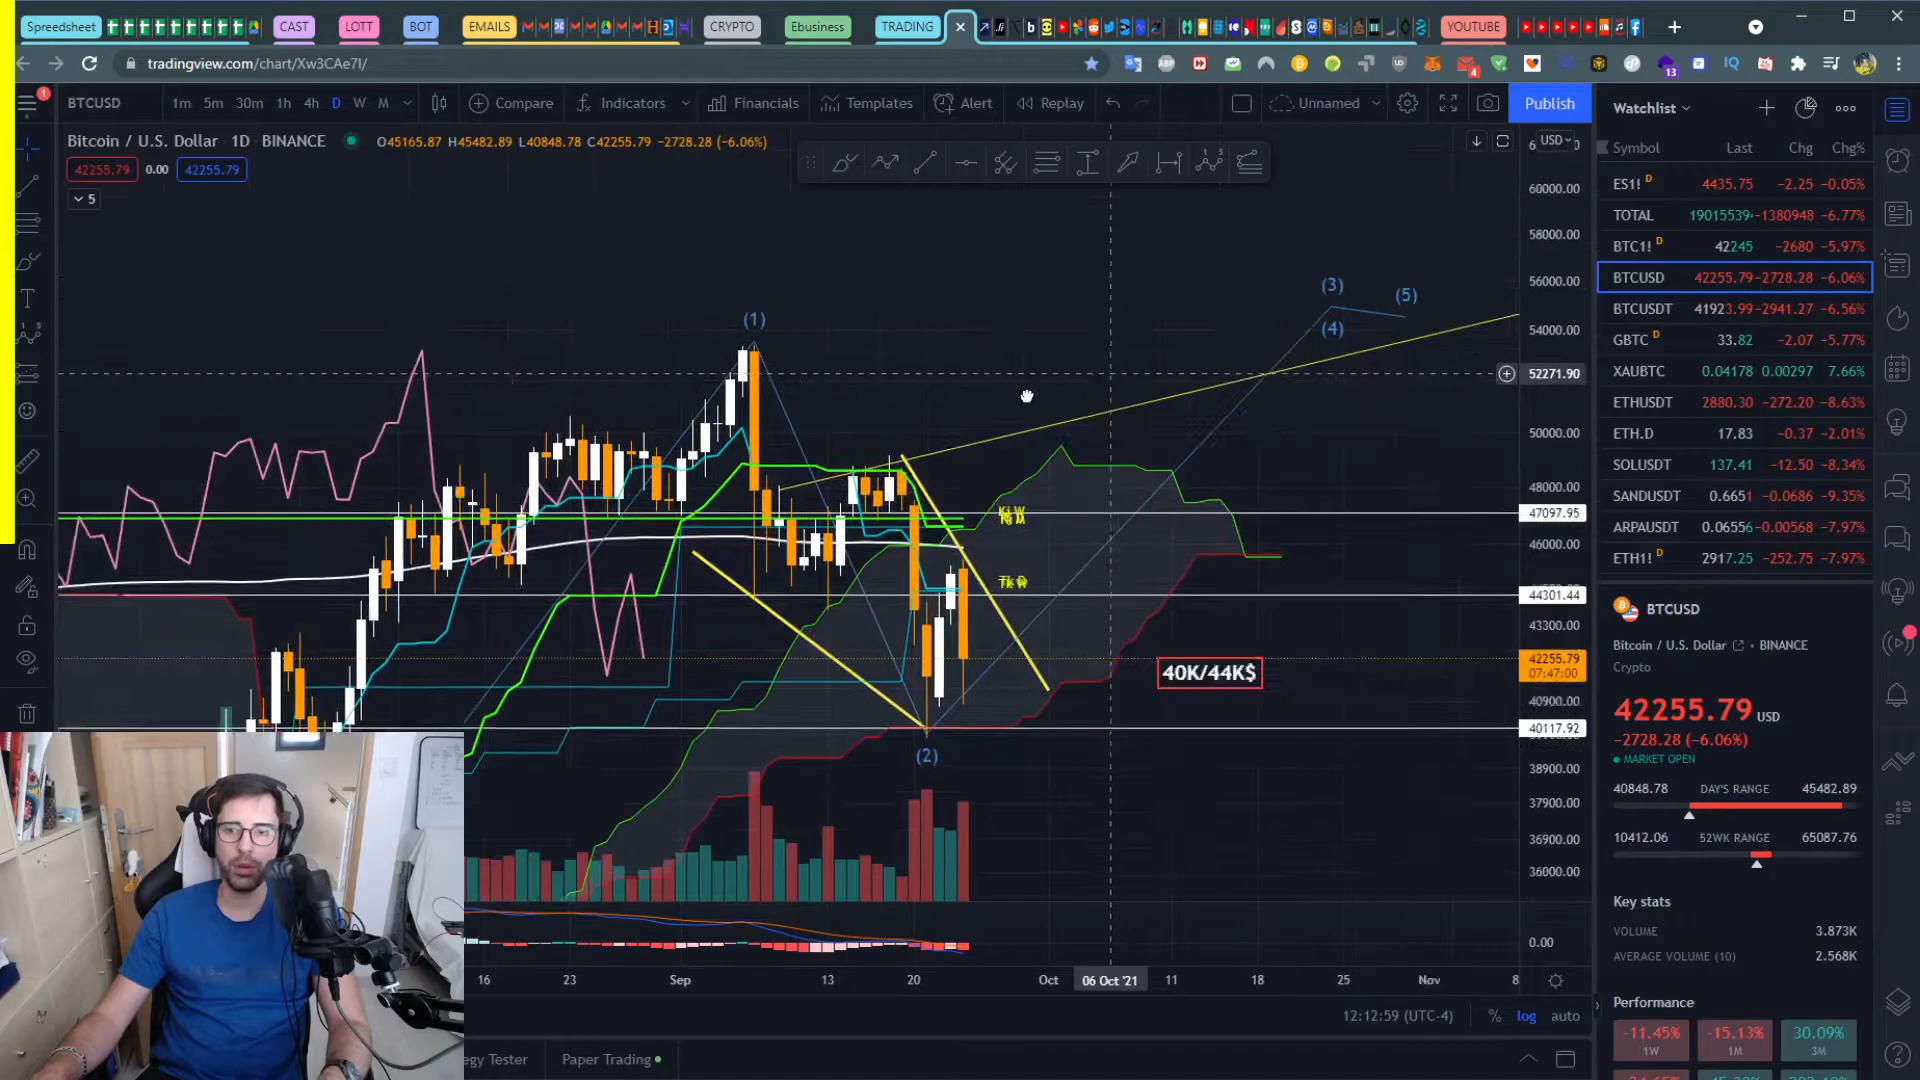 Spreedsheet CAST LOTT BOT EMAILS CRYPTO Ebusiness TRADING YOUTUBE
tradingview.com/chart/Xw3CAe7I/
BTCUSD 1m 5m 30m 1h 4h D W M Compare Indicators Financials Templates Alert Replay Unnamed Publish
Bitcoin / U.S. Dollar 1D BINANCE O45165.87 H45482.89 L40848.78 C42255.79 -2728.28 (-6.06%)
42255.79 0.00 42255.79
5
USD
60000.00
58000.00
56000.00
54000.00
52271.90
50000.00
48000.00
47097.95
46000.00
44301.44
43300.00
42255.79
07:47:00
40900.00
40117.92
38900.00
37900.00
36900.00
36000.00
0.00
(1)
(2)
(3)
(4)
(5)
40K/44K$
16 23 Sep 13 20 Oct 06 Oct '21 11 18 25 Nov 8
12:12:59 (UTC-4) % log auto
egy Tester Paper Trading
Watchlist
Symbol Last Chg Chg%
ES1! D 4435.75 -2.25 -0.05%
TOTAL 19015539 -1380948 -6.77%
BTC1! D 42245 -2680 -5.97%
BTCUSD 42255.79 -2728.28 -6.06%
BTCUSDT 41923.99 -2941.27 -6.56%
GBTC D 33.82 -2.07 -5.77%
XAUBTC 0.04178 0.00297 7.66%
ETHUSDT 2880.30 -272.20 -8.63%
ETH.D 17.83 -0.37 -2.01%
SOLUSDT 137.41 -12.50 -8.34%
SANDUSDT 0.6651 -0.0686 -9.35%
ARPAUSDT 0.06556 -0.00568 -7.97%
ETH1! D 2917.25 -252.75 -7.97%
BTCUSD
Bitcoin / U.S. Dollar BINANCE
Crypto
42255.79 USD
-2728.28 (-6.06%)
MARKET OPEN
40848.78 DAY'S RANGE 45482.89
10412.06 52WK RANGE 65087.76
Key stats
VOLUME 3.873K
AVERAGE VOLUME (10) 2.568K
Performance
-11.45% -15.13% 30.09%
1W 1M 3M